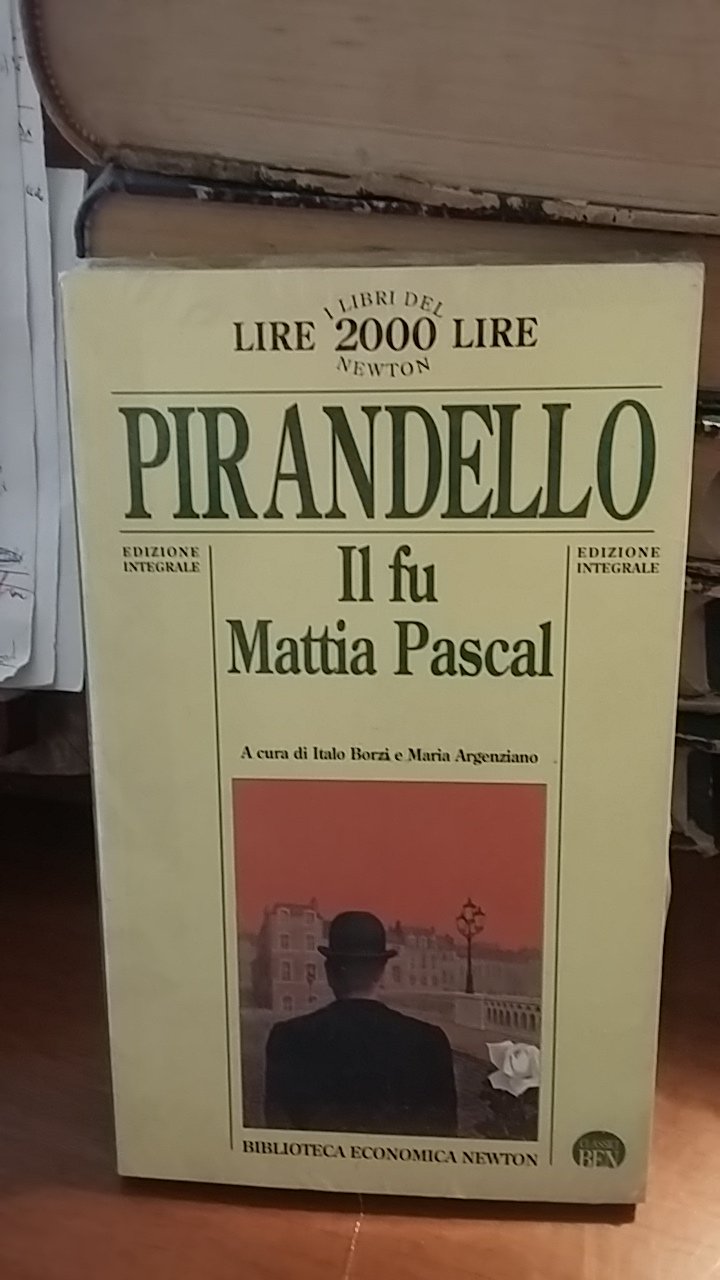 I LIBRI DEL
LIRE 2000 LIRE
NEWTON
PIRANDELLO
EDIZIONE
INTEGRALE
Il fu
Mattia Pascal
EDIZIONE
INTEGRALE
A cura di Italo Borzi e Maria Argenziano
BIBLIOTECA ECONOMICA NEWTON
CLASSICI
BEN